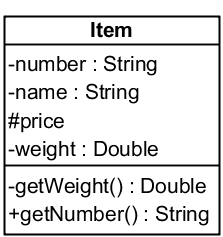 Item
-number : String
-name : String
#price
-weight : Double
-getWeight() : Double
+getNumber() : String